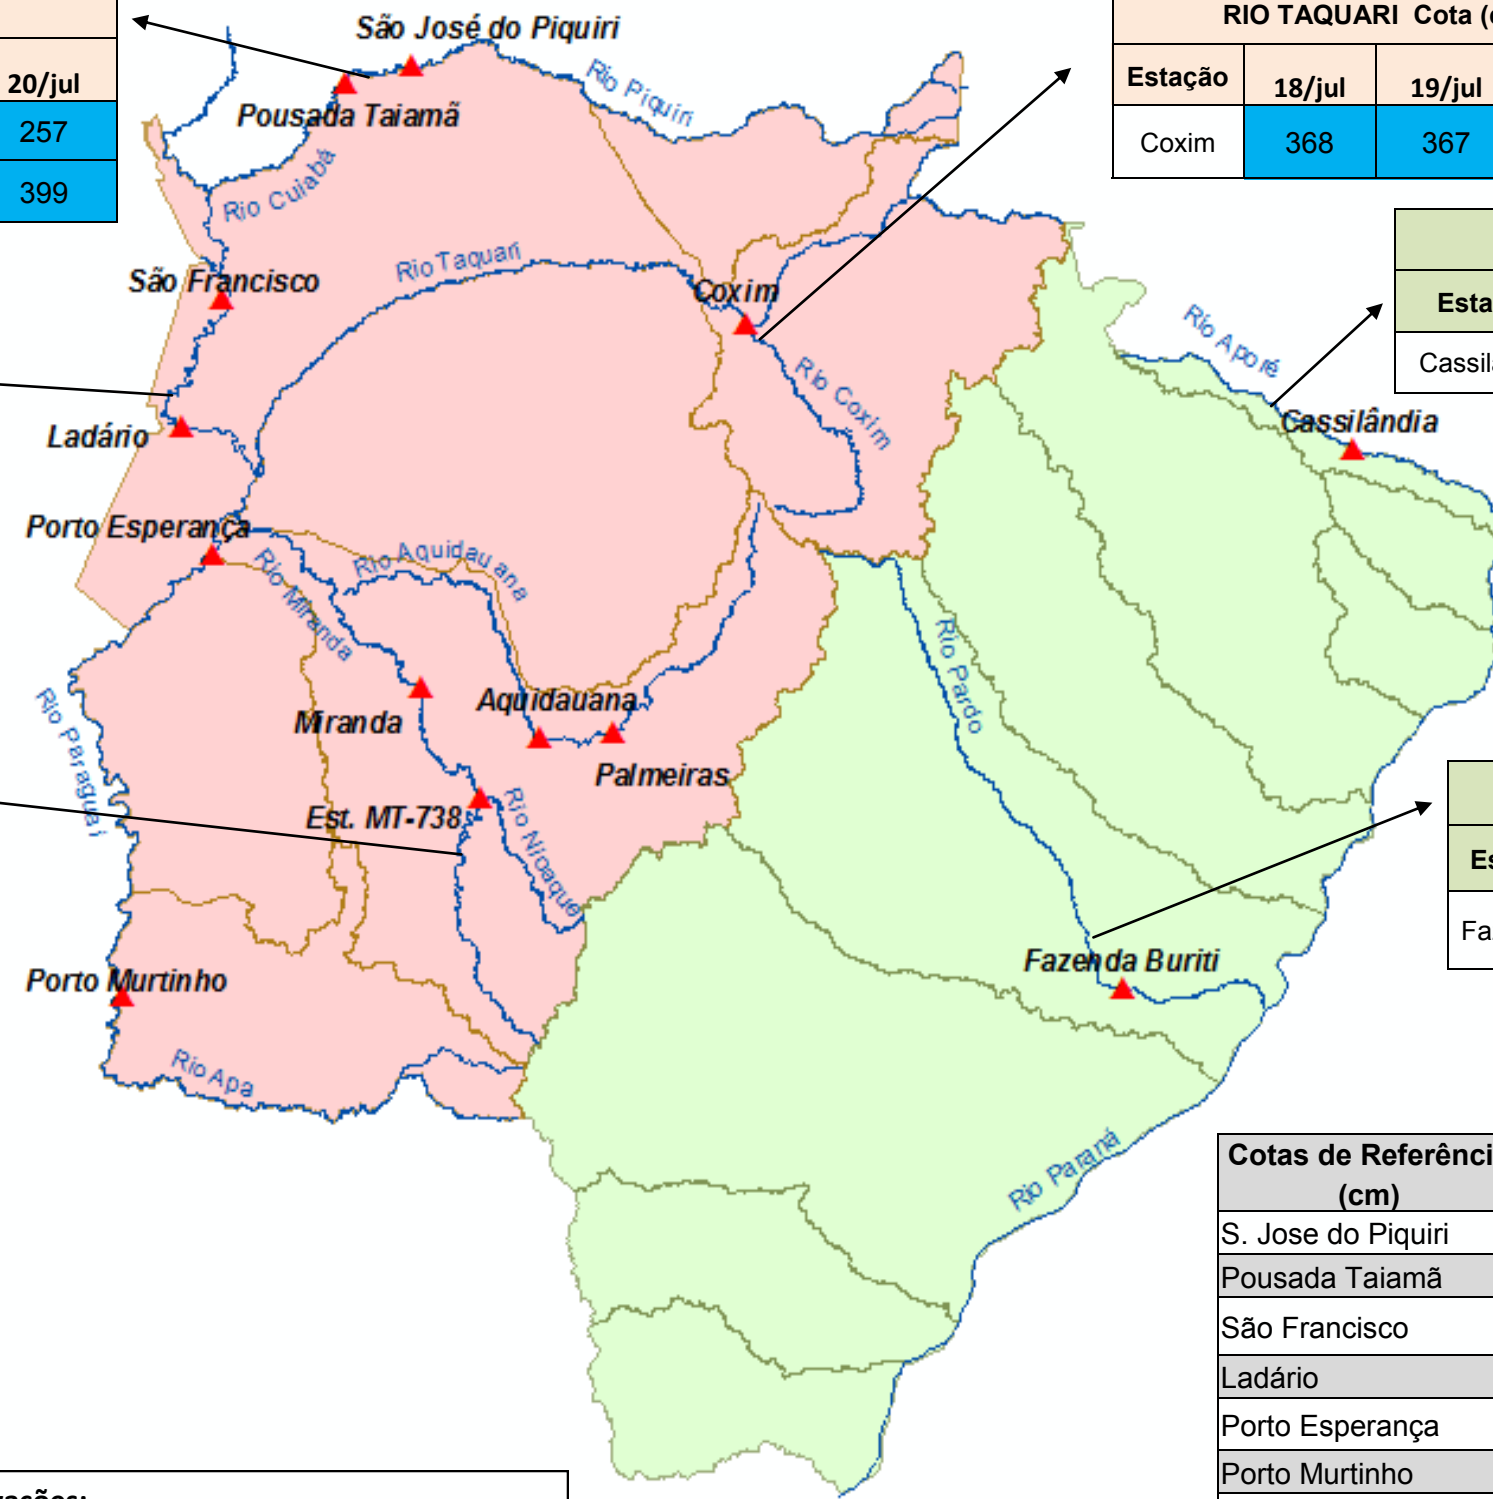 São José do Piquiri
RIO TAQUARI Cota (c
20/jul
Estação
18/jul
19/jul
Rio Piquiri
Pousada Taiamã
257
Coxim
368
367
399
Rio Cuiabá
Rio Taquari
São Francisco
Coxim
Esta
Rio Aporé
Cassil
Rio Coxim
Cassilândia
Ladário
Porto Esperança
Rio Aquidauana
Rio Miranda
Rio Pardo
Rio Paraguai
Aquidauana
Miranda
Palmeiras
Est. MT-738
Rio Nioaque
Es
Fa
Fazenda Buriti
Porto Murtinho
Rio Apa
Rio Paraná
Cotas de Referênci
(cm)
S. Jose do Piquiri
Pousada Taiamã
São Francisco
Ladário
Porto Esperança
Porto Murtinho